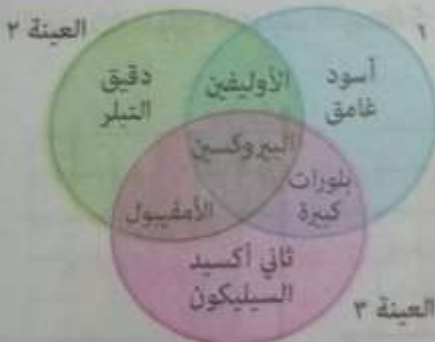 العينة ٢
١
دقيق
التبلر
الأوليفين
أسود
غامق
البيروكسين
بلورات
كبيرة
الأمفيبول
ثاني أكسيد
السيليكون
العينة ٣